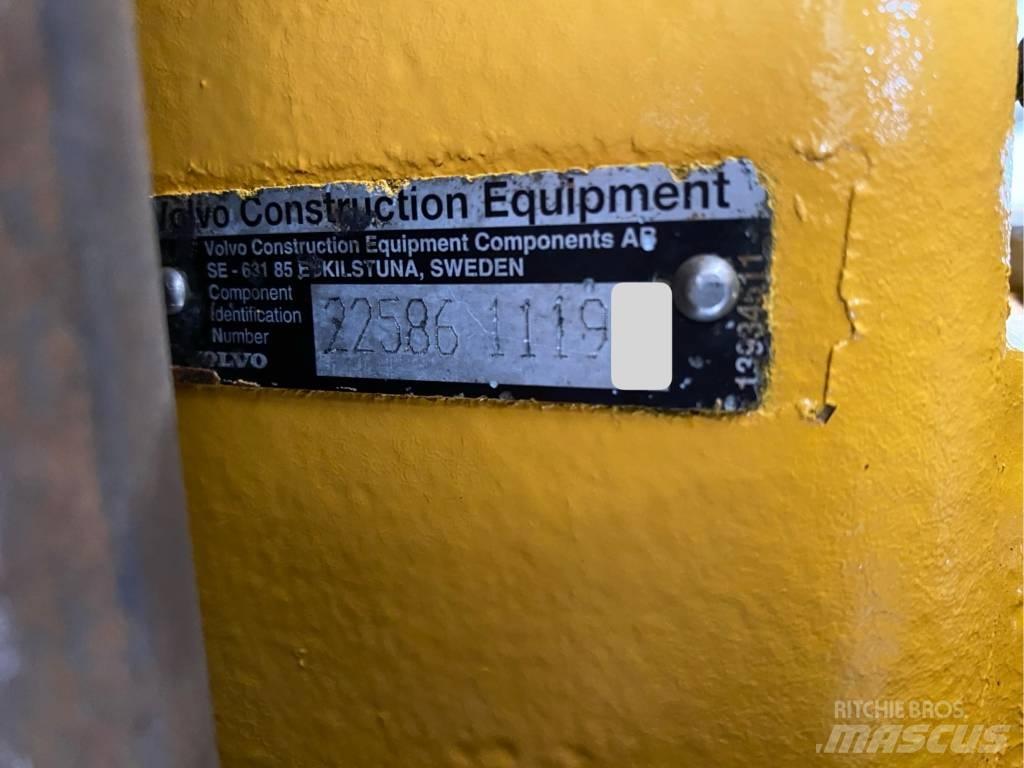 Volvo Construction Equipment
Volvo Construction Equipment Components AB
SE - 631 85 ESKILSTUNA, SWEDEN
Component
Identification
Number
22586 1119
VOLVO
13934511
RITCHIE BROS.
MASCUS